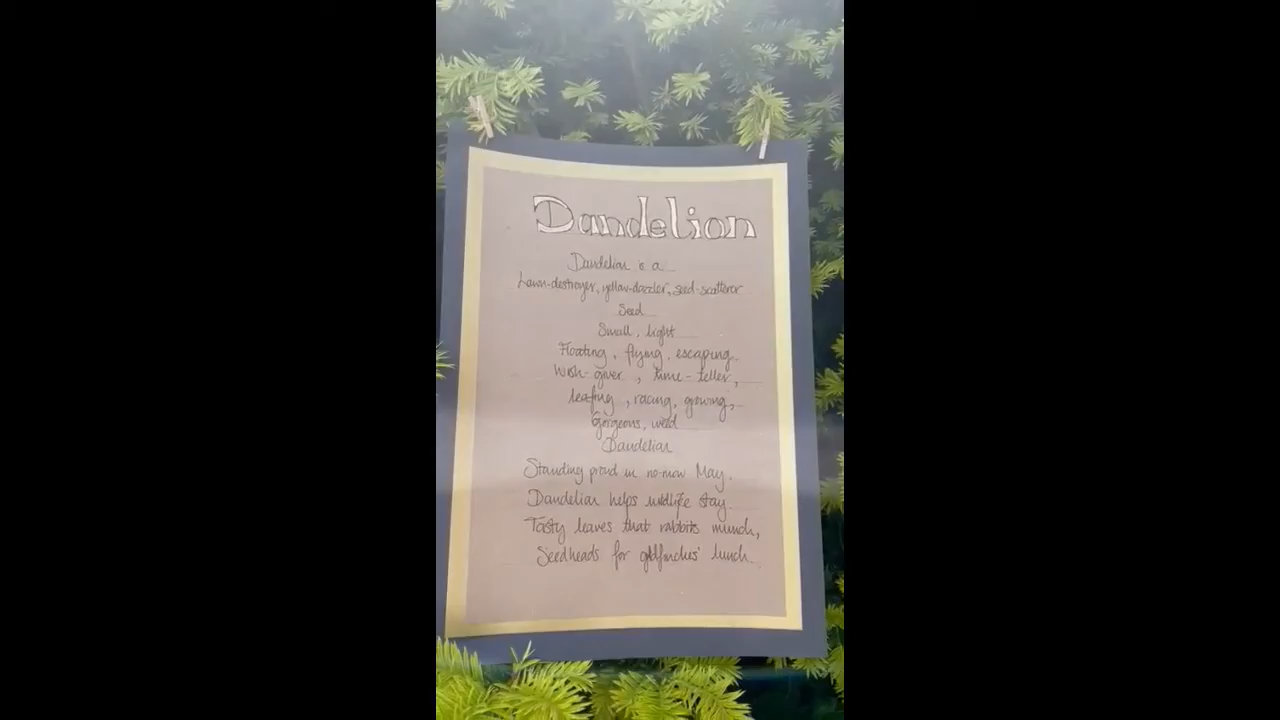 Dandelion
Dandelion is a
Lawn-destroyer, yellow-dazzler, seed-scatterer
Seed
Small, light
Floating, flying, escaping.
Wish-giver, time-teller,
leafing, racing, growing,
Gorgeous, weed
Dandelion
Standing proud in no-mow May.
Dandelion helps wildlife stay
Tasty leaves that rabbits munch,
Seedheads for goldfinches' lunch.